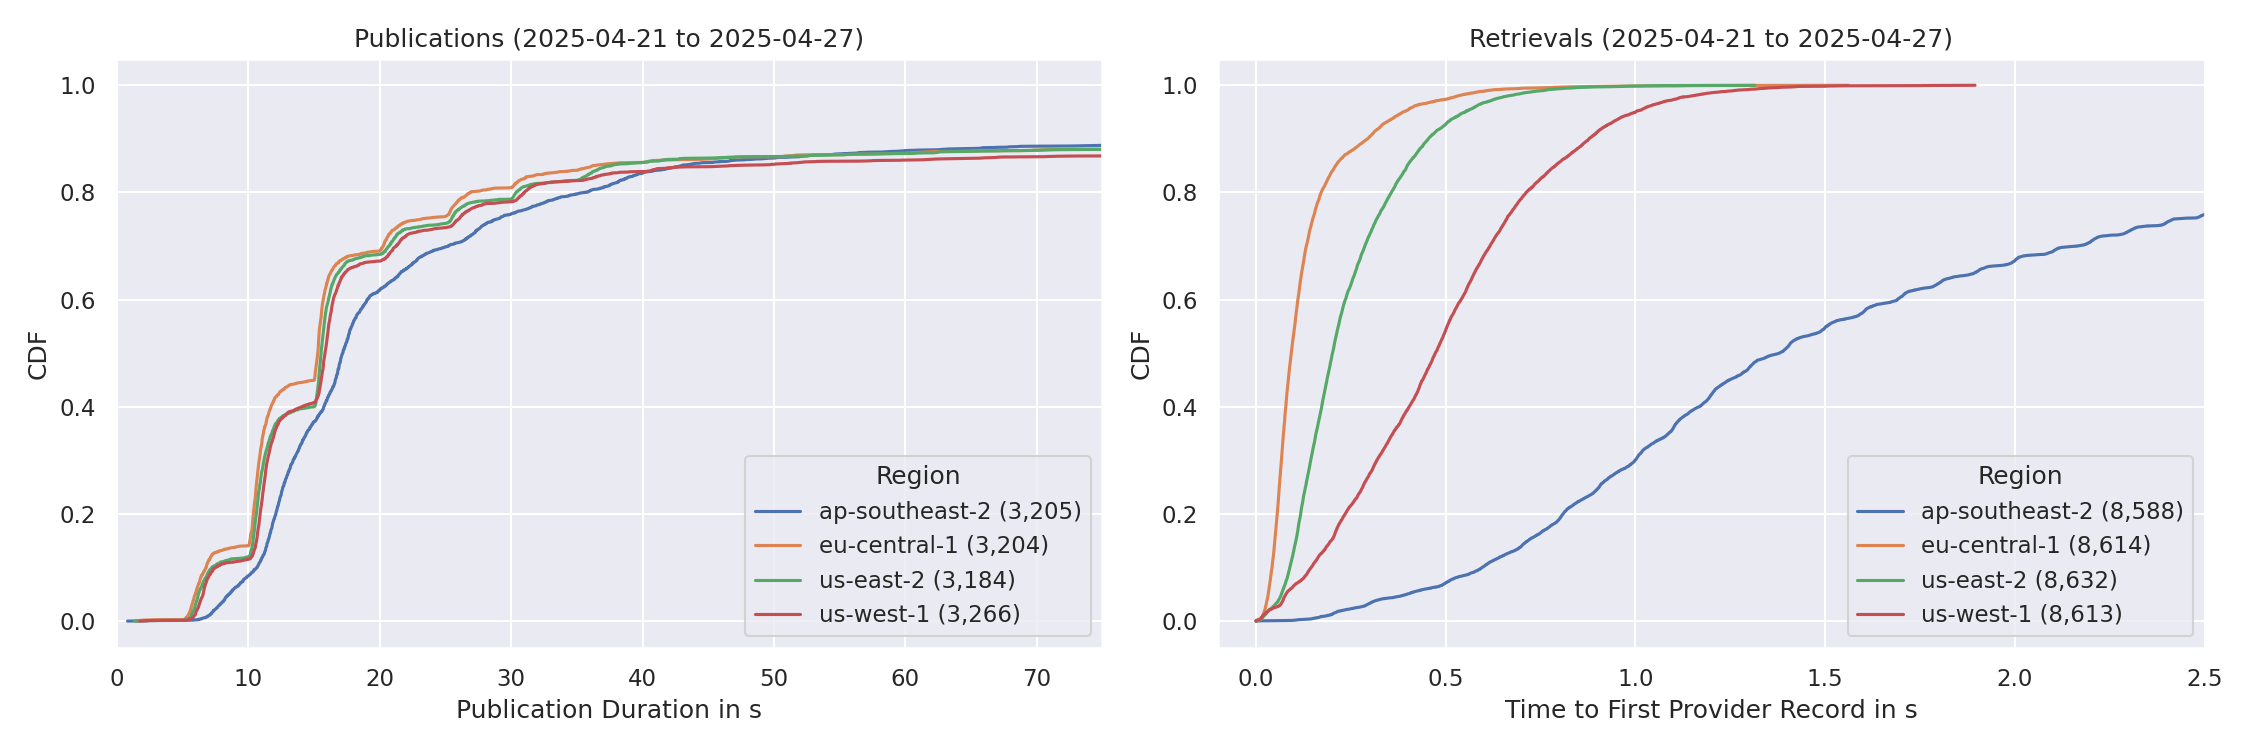 Publications (2025-04-21 to 2025-04-27)
1.0
0.8
0.6
0.4
0.2
0.0
CDF
0 10 20 30 40 50 60 70
Publication Duration in s
Region
ap-southeast-2 (3,205)
eu-central-1 (3,204)
us-east-2 (3,184)
us-west-1 (3,266)
Retrievals (2025-04-21 to 2025-04-27)
1.0
0.8
0.6
0.4
0.2
0.0
CDF
0.0 0.5 1.0 1.5 2.0 2.5
Time to First Provider Record in s
Region
ap-southeast-2 (8,588)
eu-central-1 (8,614)
us-east-2 (8,632)
us-west-1 (8,613)